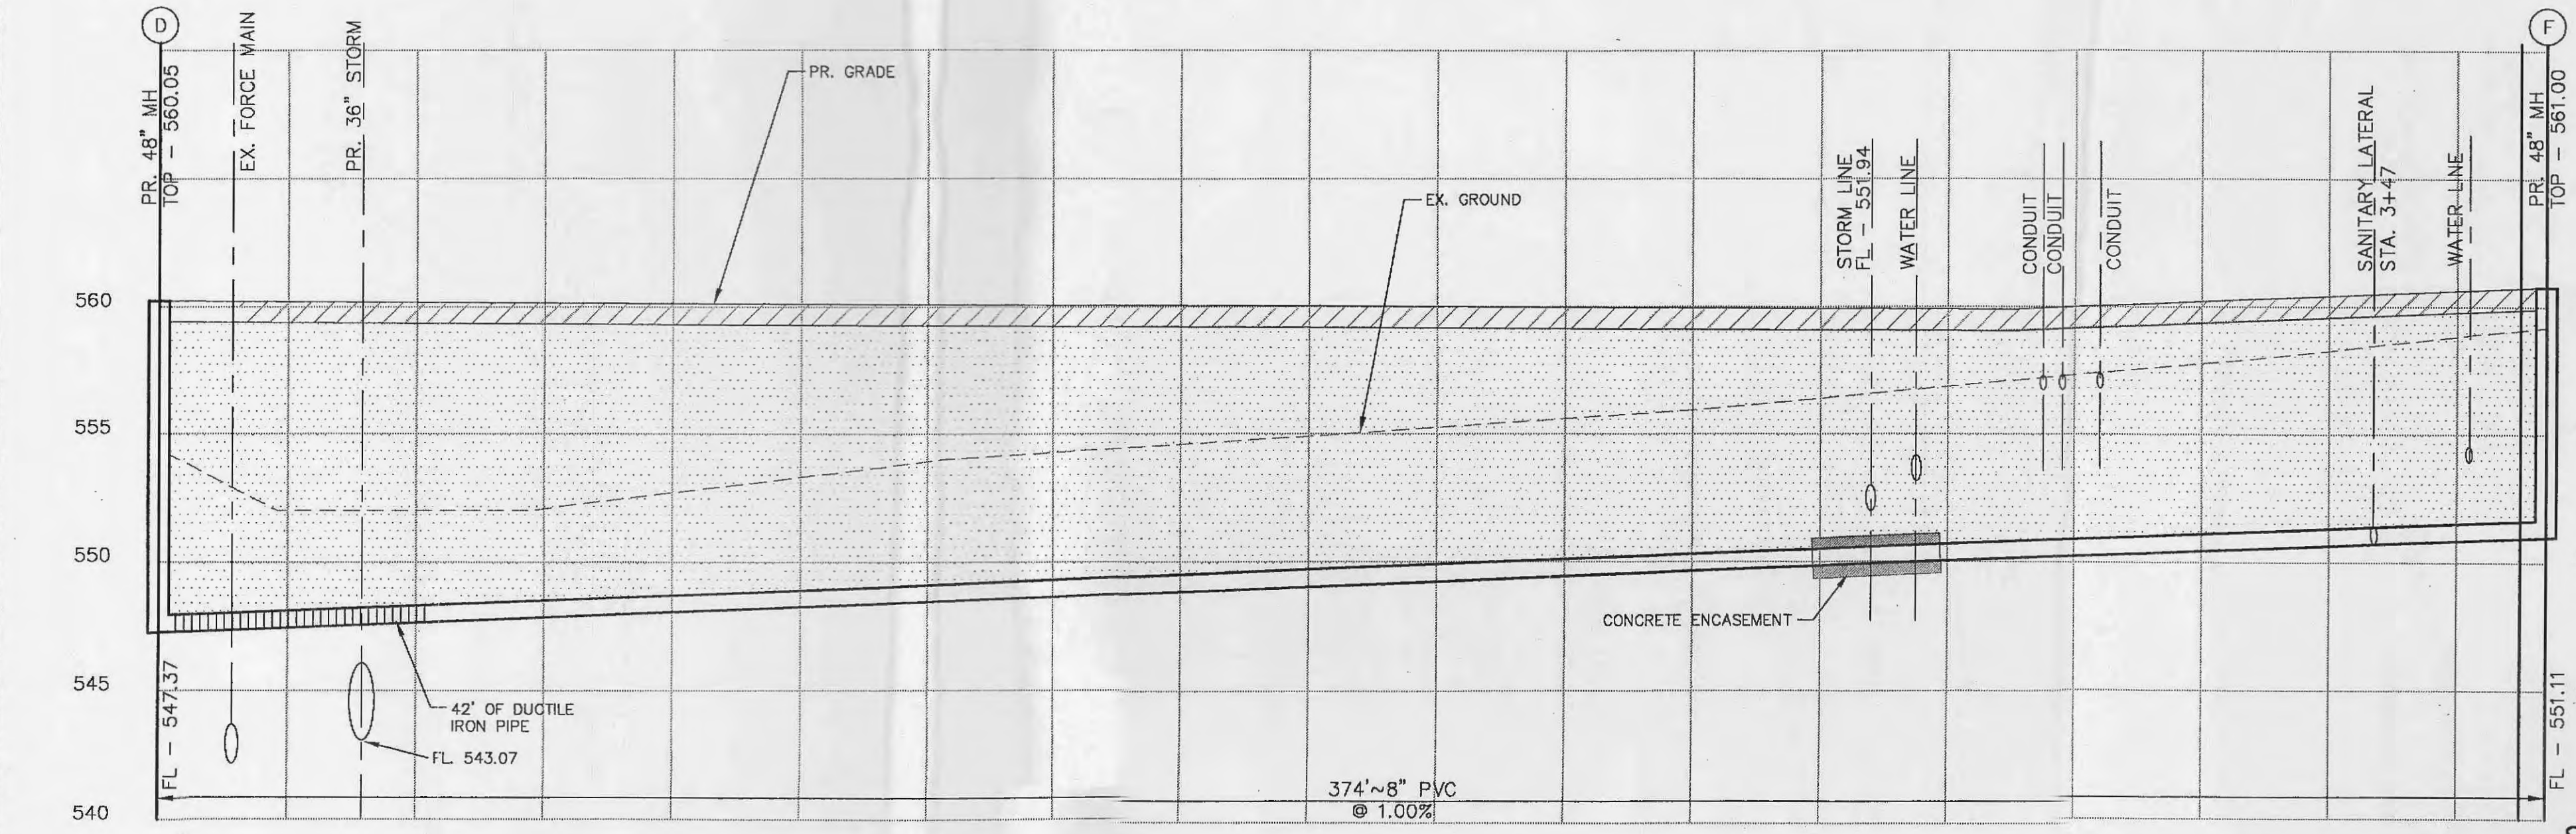 D
F
PR. 48" MH
TOP - 560.05
EX. FORCE MAIN
PR. 36" STORM
PR. GRADE
EX. GROUND
STORM LINE
FL - 551.94
WATER LINE
CONDUIT
CONDUIT
CONDUIT
SANITARY LATERAL
STA. 3+47
WATER LINE
PR. 48" MH
TOP - 561.00
560
555
550
545
540
CONCRETE ENCASEMENT
42' OF DUCTILE
IRON PIPE
FL 543.07
FL - 547.37
374'~8" PVC
@ 1.00%
FL - 551.11